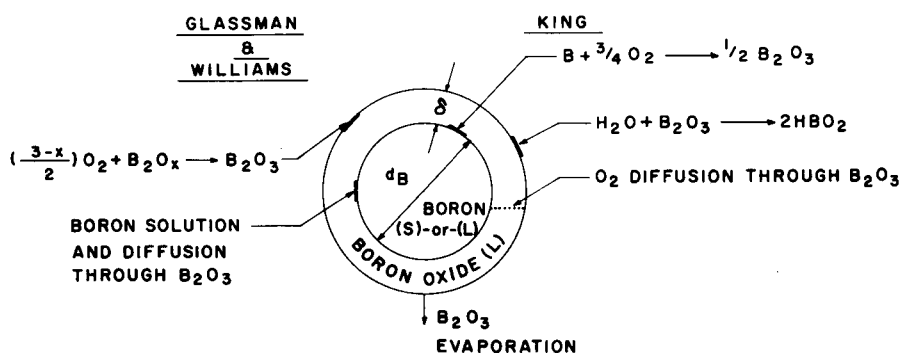 GLASSMAN
&
WILLIAMS
KING
B + 3/4 O2 → 1/2 B2O3
δ
H2O + B2O3 → 2HBO2
(3-x/2)O2 + B2Ox → B2O3
dB
O2 DIFFUSION THROUGH B2O3
BORON
(S)-or-(L)
BORON SOLUTION
AND DIFFUSION
THROUGH B2O3
BORON OXIDE (L)
B2O3
EVAPORATION